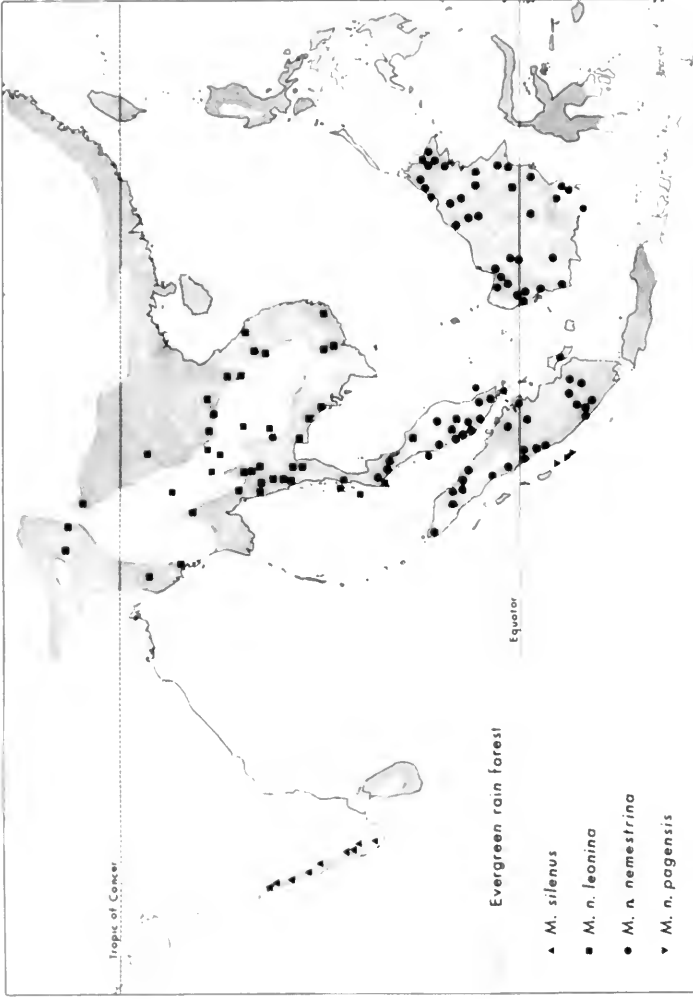 Tropic of Cancer
Equator
Evergreen rain forest
M. silenus
M. n. leonina
M. n. nemestrina
M. n. pagensis